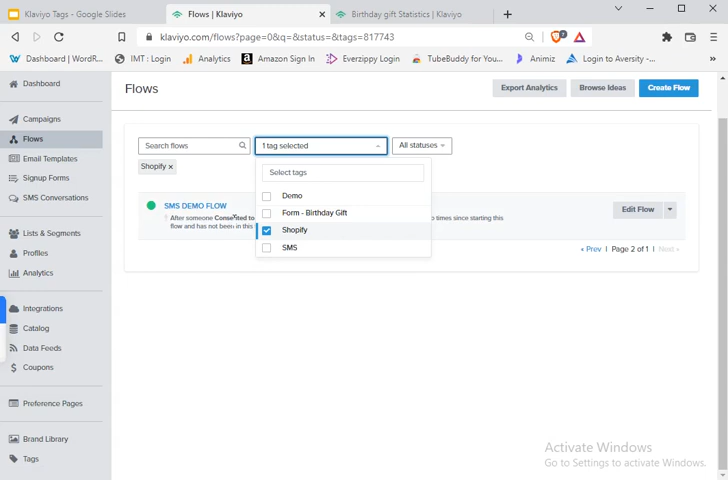 Klaviyo Tags - Google Slides
Flows | Klaviyo
Birthday gift Statistics | Klaviyo
klaviyo.com/flows?page=0&q=&status=&tags=817743
7
Dashboard | WordPr...
IMT : Login
Analytics
Amazon Sign In
Everzippy Login
TubeBuddy for You...
Animiz
Login to Aversity -...
Dashboard
Campaigns
Flows
Email Templates
Signup Forms
SMS Conversations
Lists & Segments
Profiles
Analytics
Integrations
Catalog
Data Feeds
Coupons
Preference Pages
Brand Library
Tags
Flows
Export Analytics
Browse Ideas
Create Flow
Search flows
1 tag selected
All statuses
Shopify x
Select tags
Demo
Form - Birthday Gift
Shopify
SMS
SMS DEMO FLOW
After someone Consented to
o times since starting this
flow and has not been in this
Edit Flow
« Prev | Page 2 of 1 | Next »
Activate Windows
Go to Settings to activate Windows.